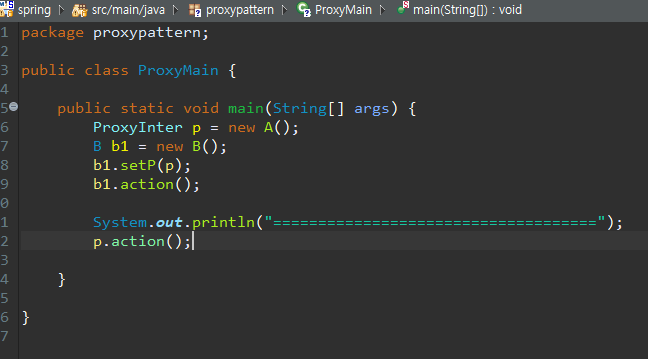 spring src/main/java proxypattern ProxyMain main(String[]) : void
1 package proxypattern;
2
3 public class ProxyMain {
4
5 public static void main(String[] args) {
6 ProxyInter p = new A();
7 B b1 = new B();
8 b1.setP(p);
9 b1.action();
0
1 System.out.println("====================================");
2 p.action();
3
4 }
5
6 }
7